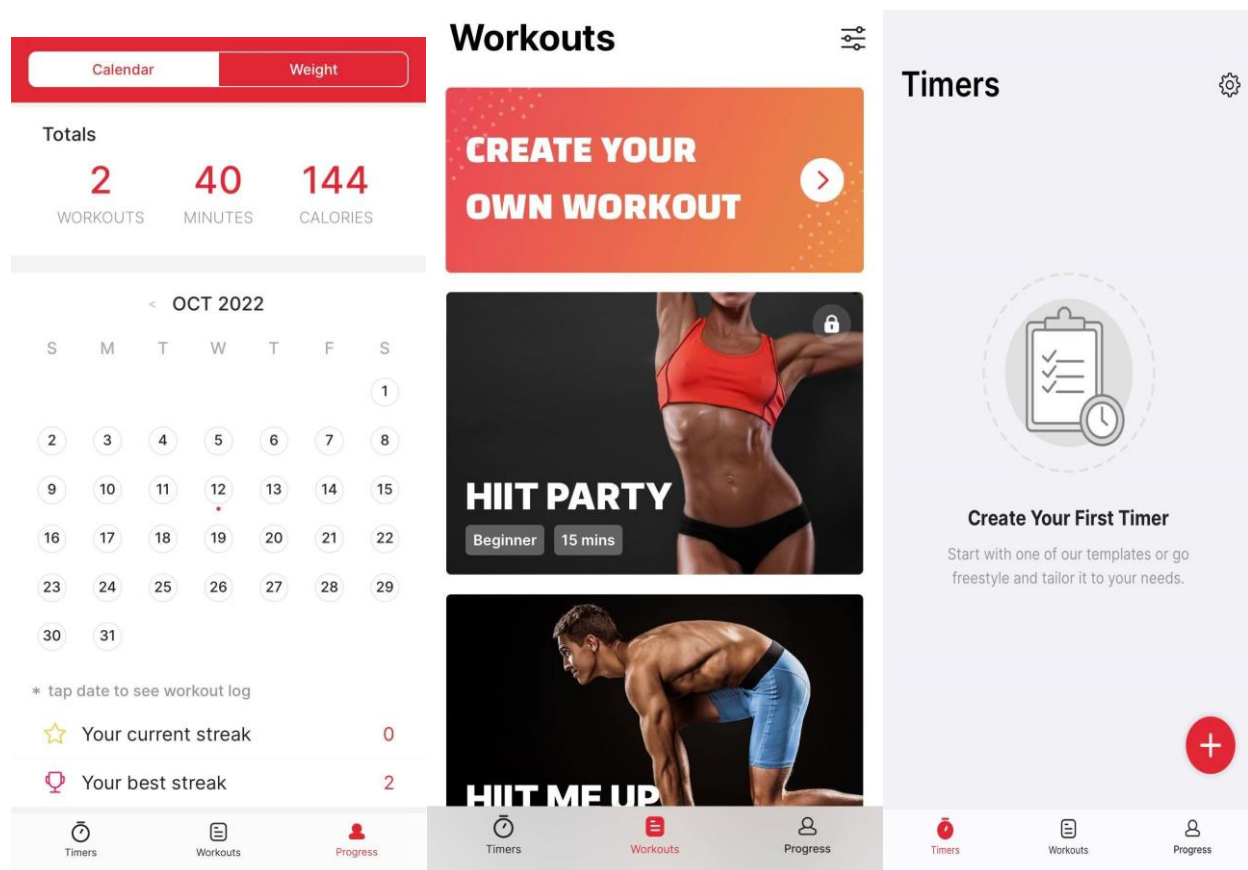 Calendar Weight
Totals
2 40 144
WORKOUTS MINUTES CALORIES
< OCT 2022
S M T W T F S
1
2 3 4 5 6 7 8
9 10 11 12 13 14 15
16 17 18 19 20 21 22
23 24 25 26 27 28 29
30 31
* tap date to see workout log
Your current streak 0
Your best streak 2
Timers Workouts Progress
Workouts
CREATE YOUR
OWN WORKOUT
HIIT PARTY
Beginner 15 mins
HIIT ME UP
Timers Workouts Progress
Timers
Create Your First Timer
Start with one of our templates or go
freestyle and tailor it to your needs.
+
Timers Workouts Progress